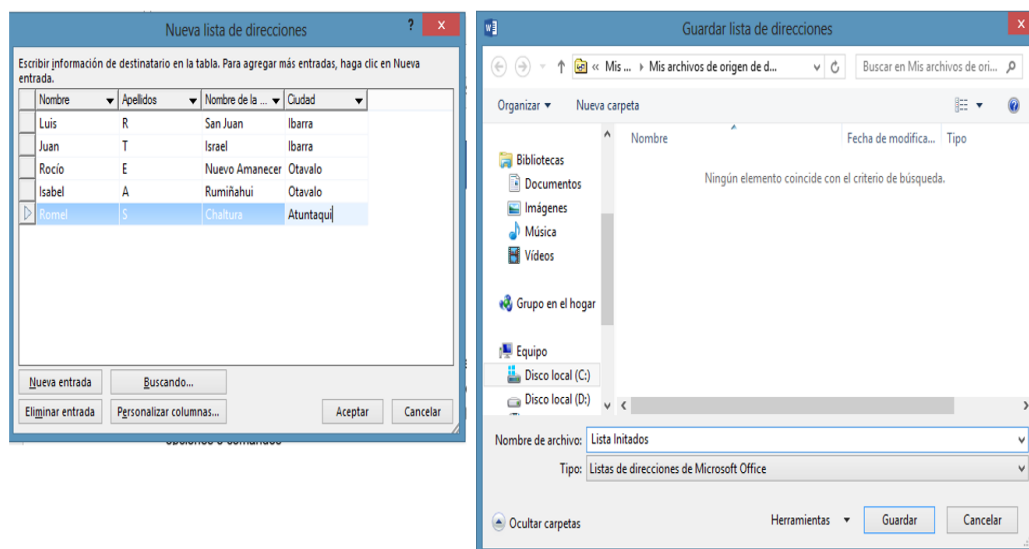 Nueva lista de direcciones
? x
Escribir información de destinatario en la tabla. Para agregar más entradas, haga clic en Nueva
entrada.
Nombre Apellidos Nombre de la ... Ciudad
Luis R San Juan Ibarra
Juan T Israel Ibarra
Rocío E Nuevo Amanecer Otavalo
Isabel A Rumiñahui Otavalo
Romel S Chaltura Atuntaqui
Nueva entrada Buscando...
Eliminar entrada Personalizar columnas... Aceptar Cancelar
Guardar lista de direcciones
x
« Mis ... Mis archivos de origen de d... Buscar en Mis archivos de ori...
Organizar Nueva carpeta
?
Nombre Fecha de modifica... Tipo
Ningún elemento coincide con el criterio de búsqueda.
Bibliotecas
Documentos
Imágenes
Música
Vídeos
Grupo en el hogar
Equipo
Disco local (C:)
Disco local (D:)
Nombre de archivo: Lista Initados
Tipo: Listas de direcciones de Microsoft Office
Ocultar carpetas Herramientas Guardar Cancelar